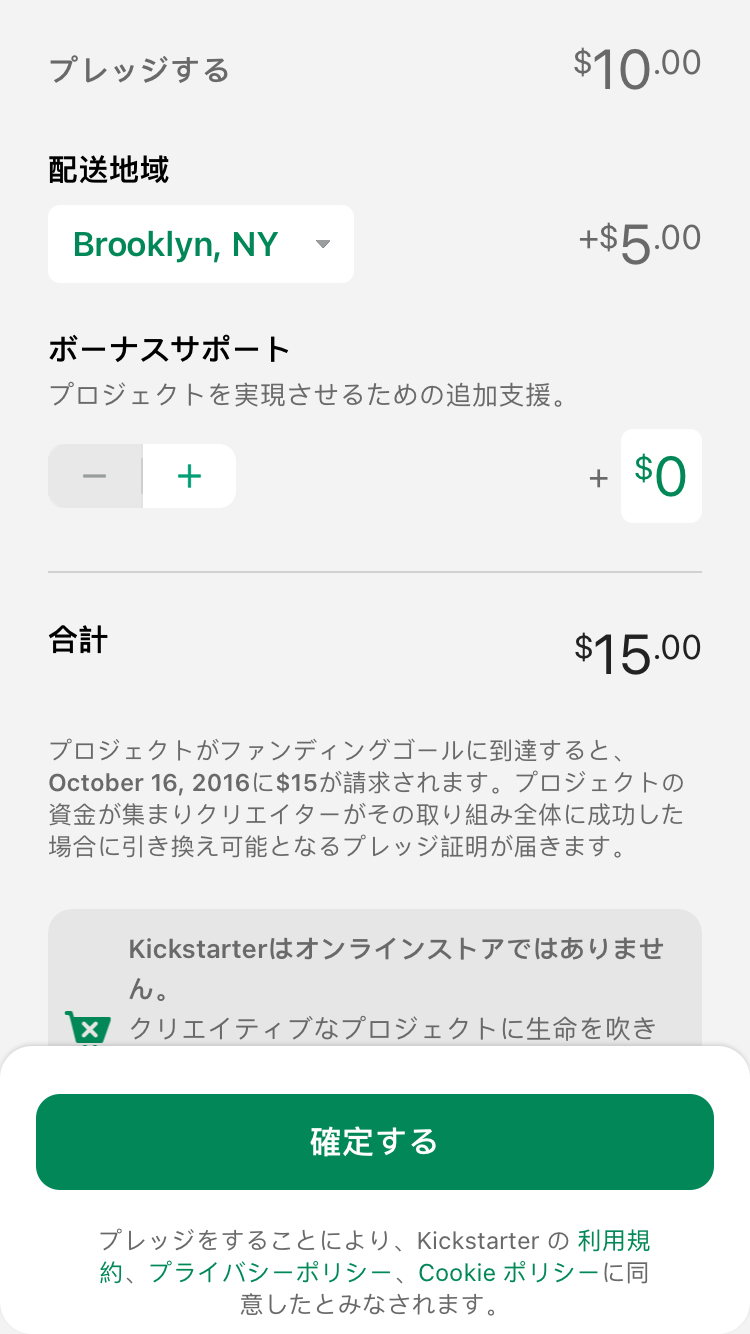 プレッジする $10.00
配送地域
Brooklyn, NY +$5.00
ボーナスサポート
プロジェクトを実現させるための追加支援。
− + + $0
合計 $15.00
プロジェクトがファンディングゴールに到達すると、
October 16, 2016に$15が請求されます。プロジェクトの
資金が集まりクリエイターがその取り組み全体に成功した
場合に引き換え可能となるプレッジ証明が届きます。
Kickstarterはオンラインストアではありませ
ん。
クリエイティブなプロジェクトに生命を吹き
確定する
プレッジをすることにより、Kickstarter の 利用規
約、プライバシーポリシー、Cookie ポリシーに同
意したとみなされます。